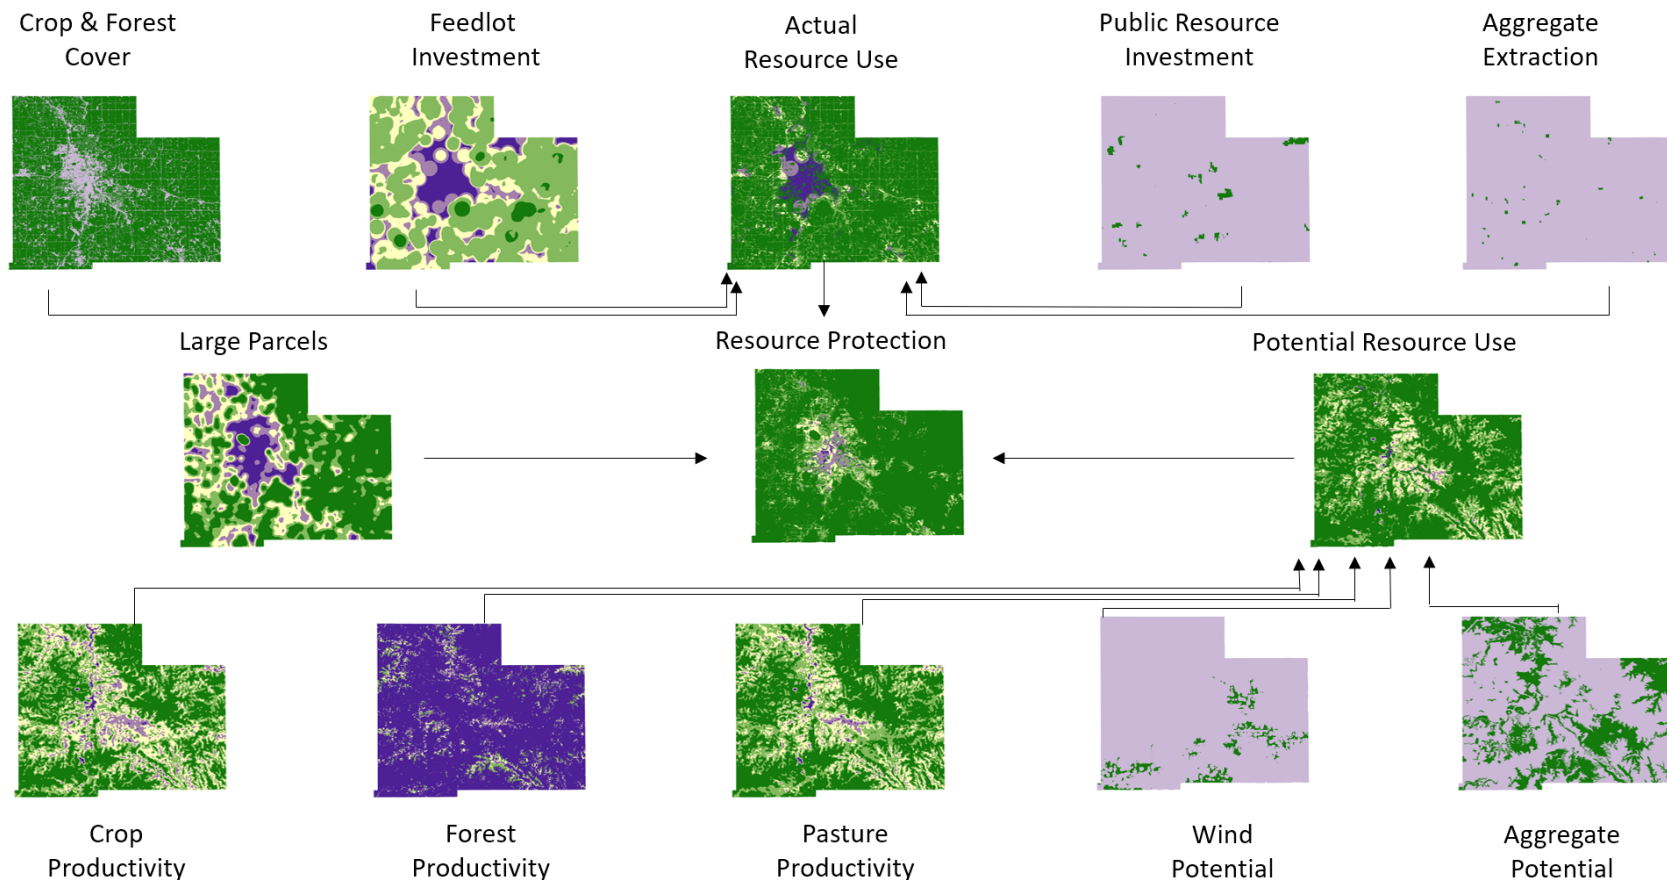 Crop & Forest
Cover
Feedlot
Investment
Actual
Resource Use
Public Resource
Investment
Aggregate
Extraction
Large Parcels
Resource Protection
Potential Resource Use
Crop
Productivity
Forest
Productivity
Pasture
Productivity
Wind
Potential
Aggregate
Potential